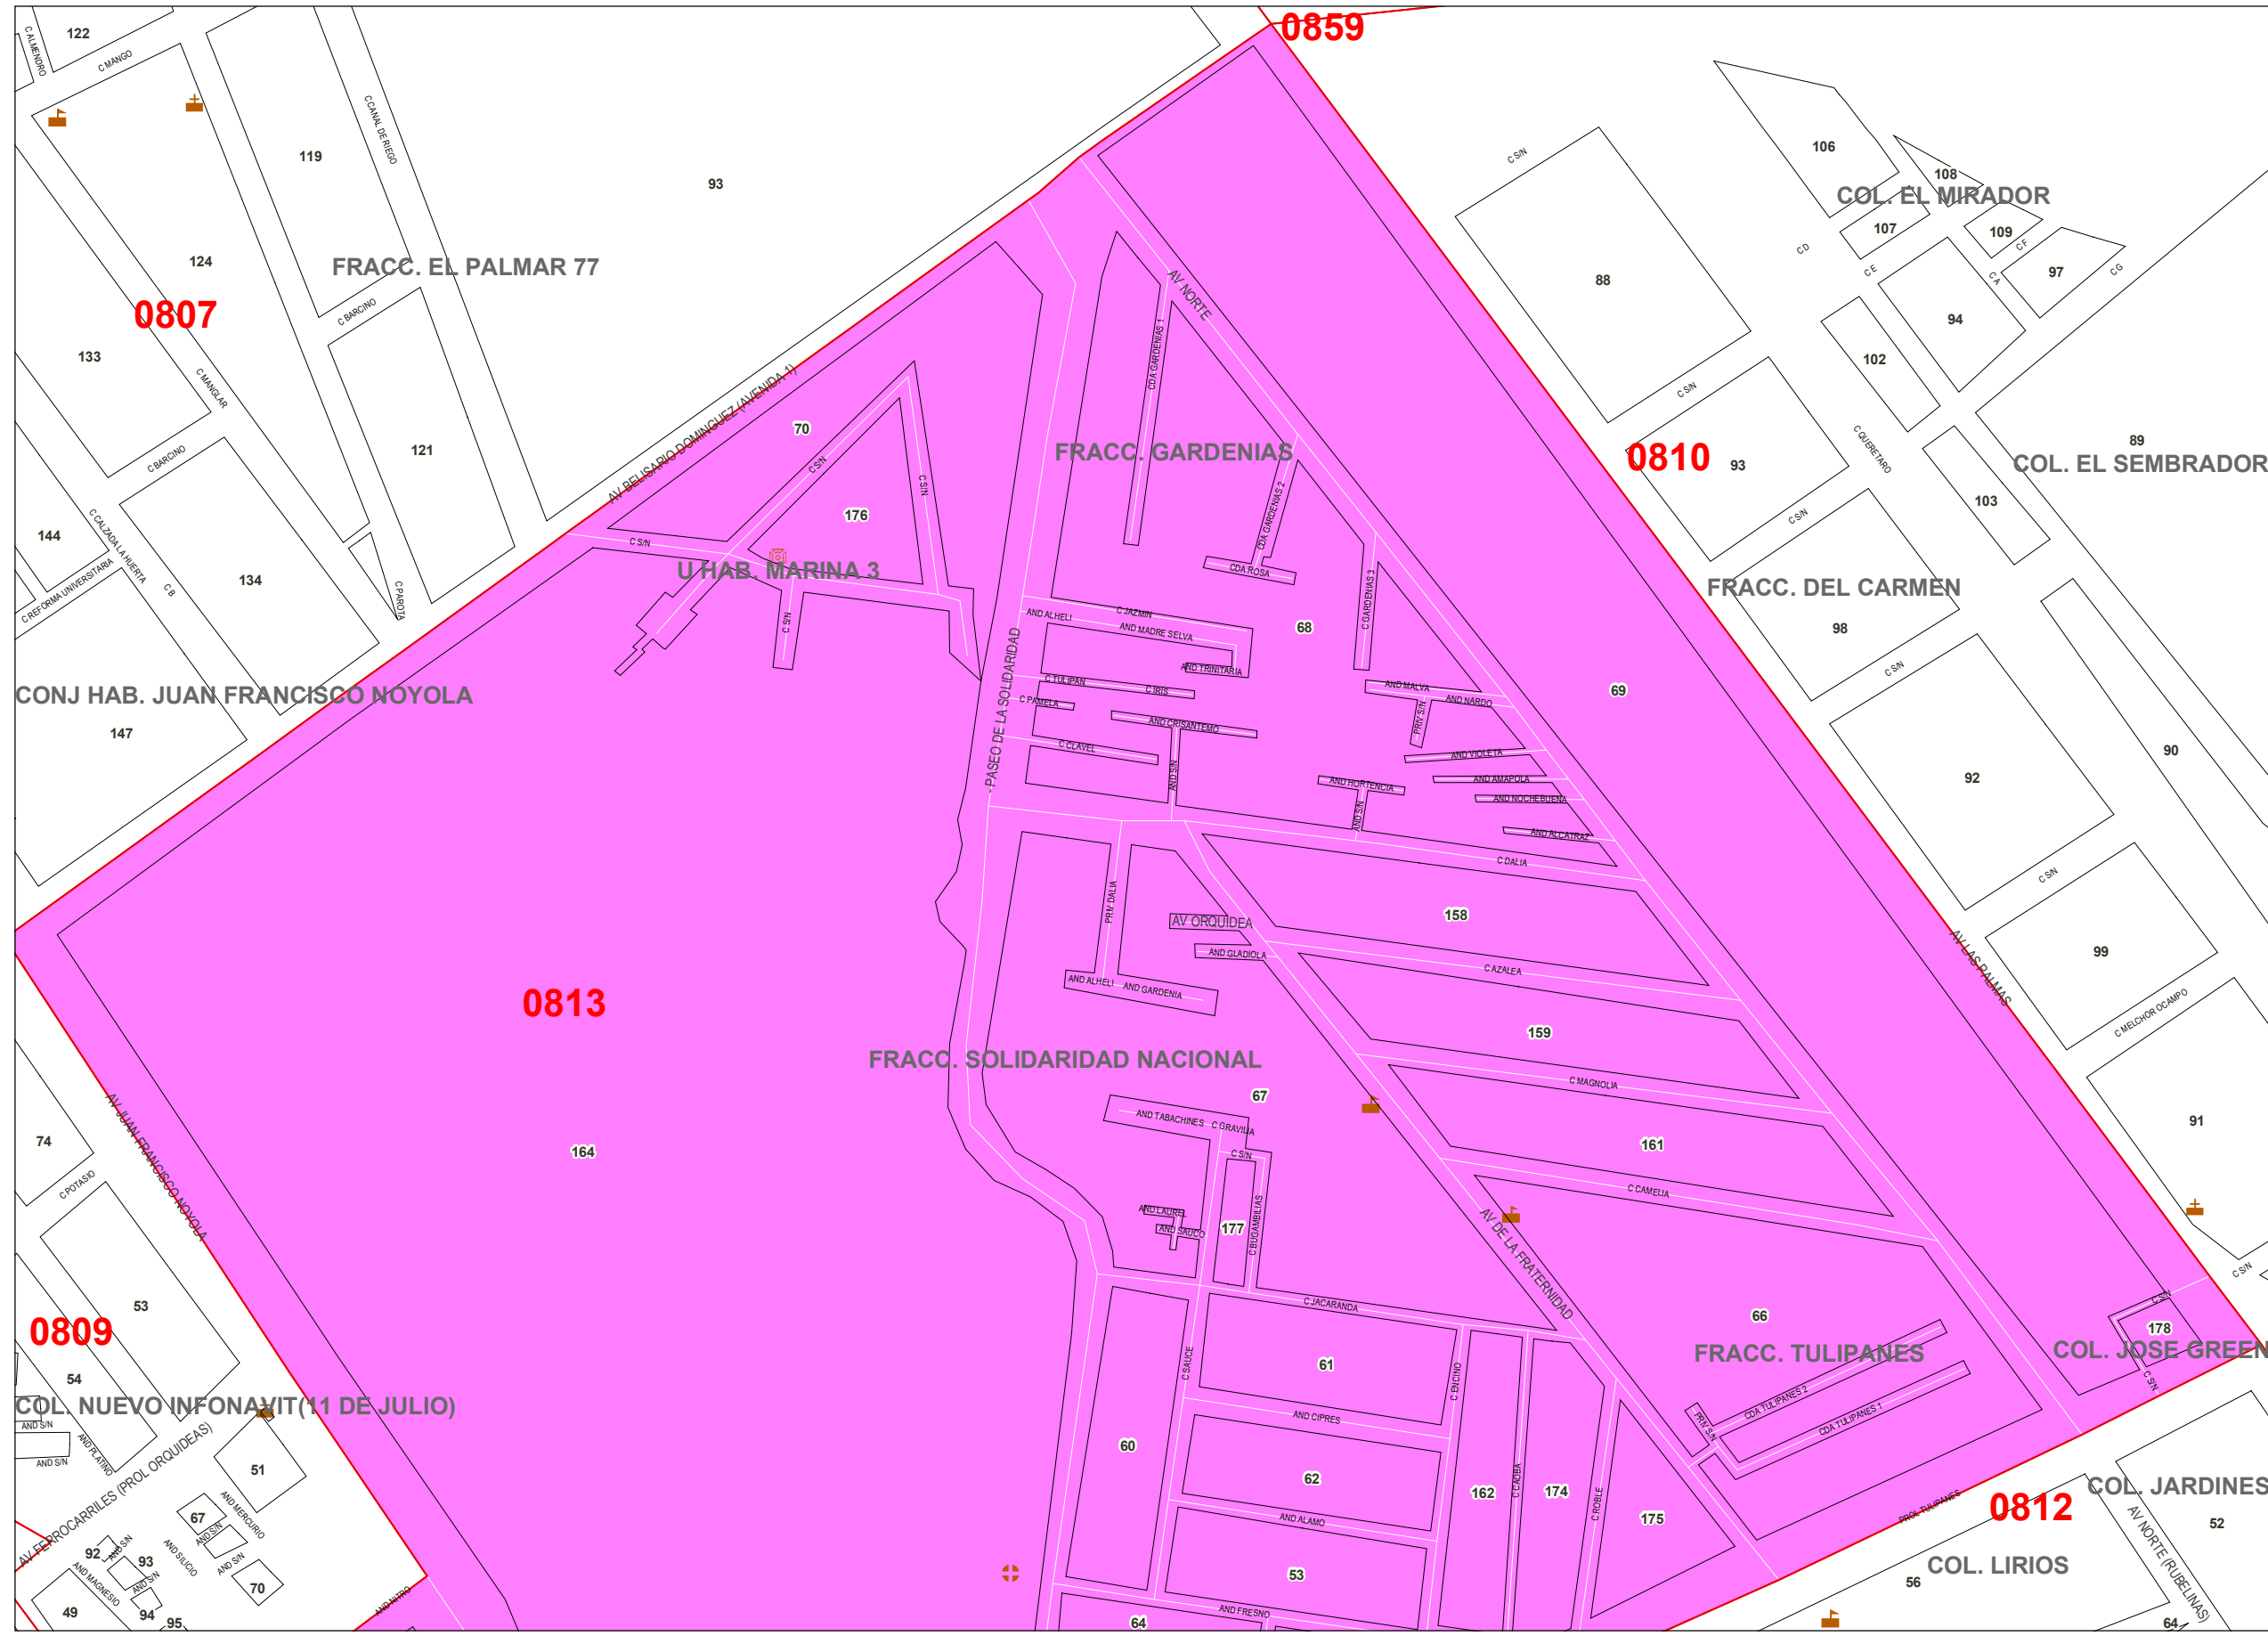 0859
122
C ALMENDRO
C MANGO
C CANAL DE RIEGO
119
93
C S/N
106
108
COL. EL MIRADOR
107
109
C F
C D
C E
C A
97
C G
124
FRACC. EL PALMAR 77
0807
C BARCINO
AV NORTE
88
94
133
CDA GARDENIAS 1
102
C MANGLAR
C S/N
AV BELISARIO DOMINGUEZ (AVENIDA 1)
70
FRACC. GARDENIAS
0810
93
C QUERETARO
89
COL. EL SEMBRADOR
121
C BARCINO
C S/N
C S/N
CDA GARDENIAS 2
103
176
C S/N
144
C CALZADA LA HUERTA
C S/N
U HAB. MARINA 3
CDA ROSA
134
C B
C REFORMA UNIVERSITARIA
C PAROTA
C GARDENIAS 3
FRACC. DEL CARMEN
C S/N
AND ALHELI
C JAZMIN
AND MADRE SELVA
68
98
AND TRINITARIA
C S/N
PASEO DE LA SOLIDARIDAD
C TULIPAN
C IRIS
AND MALVA
AND NARDO
69
CONJ HAB. JUAN FRANCISCO NOYOLA
C PAMELA
147
AND CRISANTEMO
PRIV S/N
C CLAVEL
AND VIOLETA
90
92
AND S/N
AND HORTENCIA
AND AMAPOLA
AND NOCHEBUENA
AND S/N
AND ALCATRAZ
C DALIA
C S/N
PRIV DALIA
158
AV ORQUIDEA
AND GLADIOLA
C AZALEA
AV LAS PALMAS
99
AND ALHELI
AND GARDENIA
0813
C MELCHOR OCAMPO
159
FRACC. SOLIDARIDAD NACIONAL
C MAGNOLIA
67
AND TABACHINES
C GRAVILIA
91
AV JUAN FRANCISCO NOYOLA
74
164
C S/N
161
C POTASIO
C CAMELIA
AND LAUREL
AND SAUCO
177
C BUGAMBILIAS
AV DE LA FRATERNIDAD
C S/N
53
C JACARANDA
C S/N
66
178
0809
FRACC. TULIPANES
COL. JOSE GREEN
C SAUCE
61
C ENCINO
C S/N
54
COL. NUEVO INFONAVIT(11 DE JULIO)
CDA TULIPANES 2
CDA TULIPANES 1
PRIV S/N
AND CIPRES
AND S/N
AND S/N
AND PLATINO
AV FERROCARRILES (PROL ORQUIDEAS)
60
51
62
162
C CAOBA
174
C ROBLE
COL. JARDINES
0812
PROL TULIPANES
67
AND MERCURIO
AND S/N
AND ALAMO
175
AV NORTE (RUBELINAS)
52
92
AND S/N
93
AND SILICIO
AND S/N
AND MAGNESIO
AND S/N
70
53
COL. LIRIOS
56
AND NITRO
49
94
95
AND FRESNO
64
64